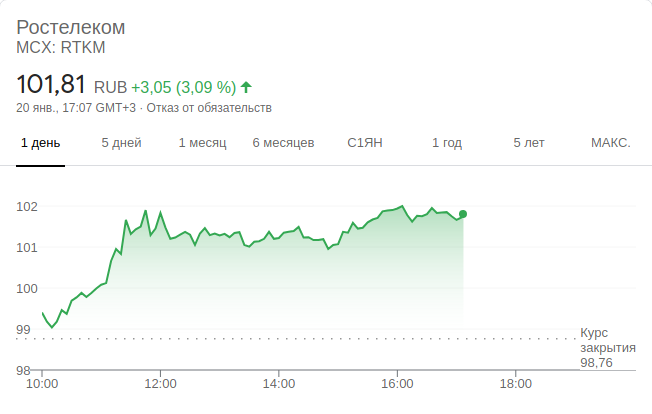 Ростелеком
MCX: RTKM
101,81 RUB +3,05 (3,09 %)
20 янв., 17:07 GMT+3 · Отказ от обязательств
1 день 5 дней 1 месяц 6 месяцев С1ЯН 1 год 5 лет МАКС.
102
101
100
99
98
Курс
закрытия
98,76
10:00 12:00 14:00 16:00 18:00